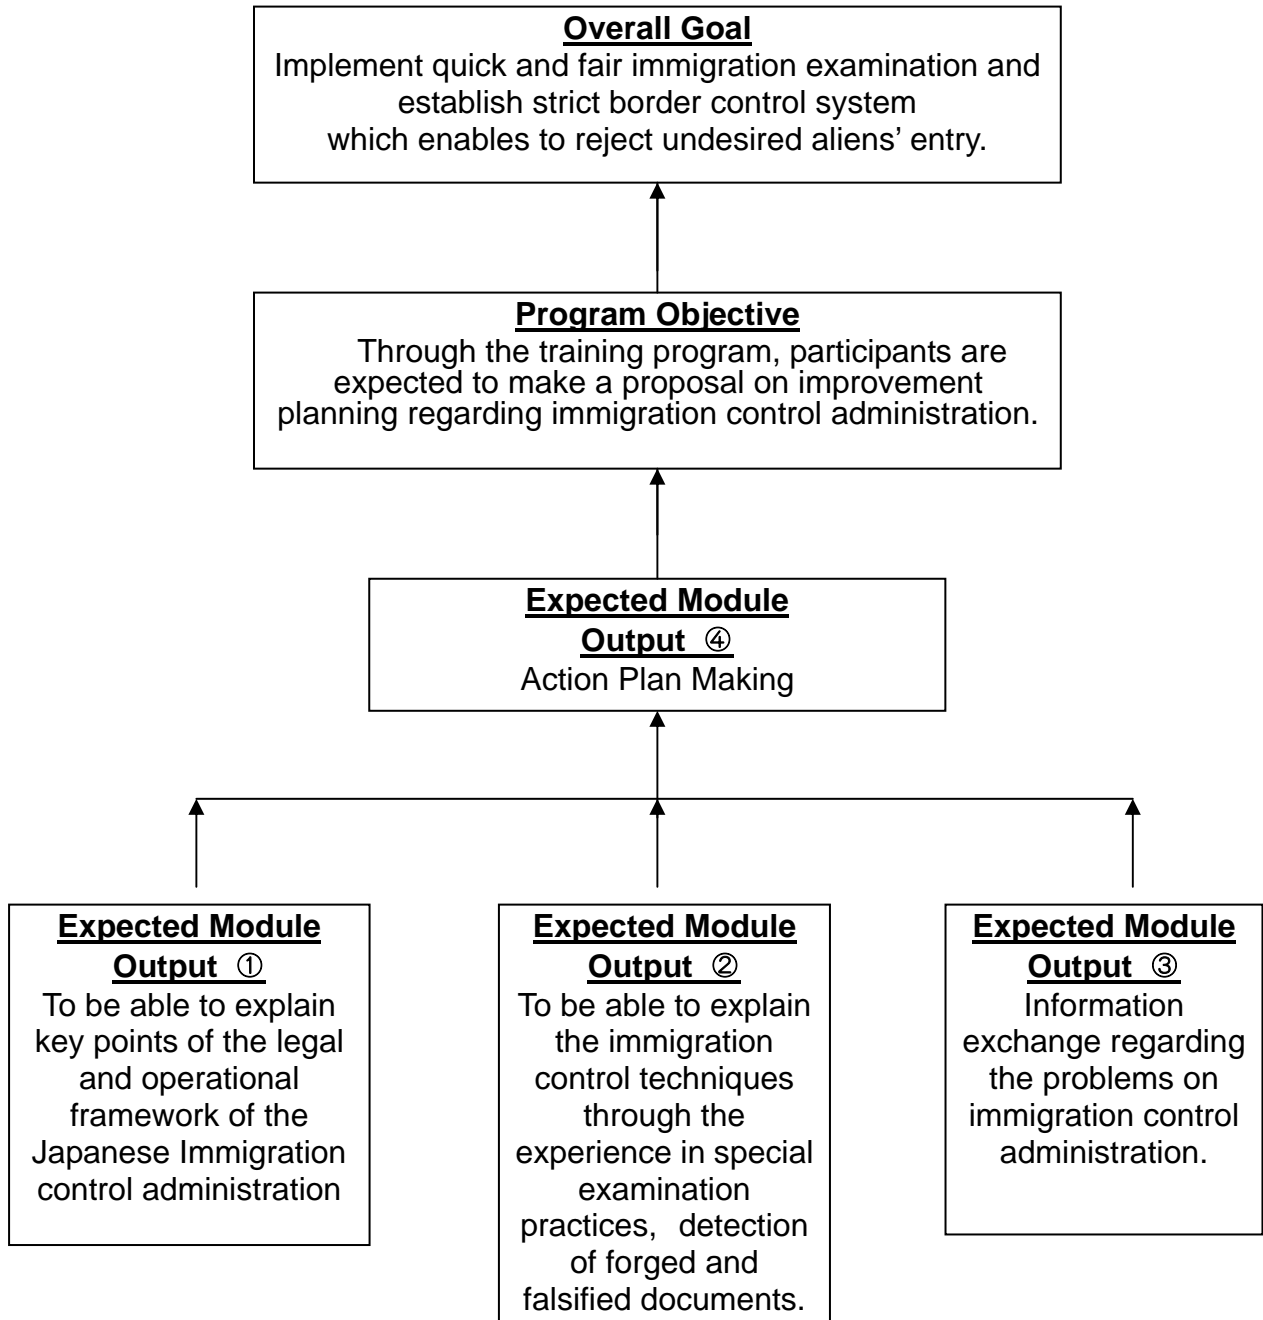 Overall Goal
Implement quick and fair immigration examination and
establish strict border control system
which enables to reject undesired aliens’ entry.
Program Objective
Through the training program, participants are
expected to make a proposal on improvement
planning regarding immigration control administration.
Expected Module
Output ④
Action Plan Making
Expected Module
Output ①
To be able to explain
key points of the legal
and operational
framework of the
Japanese Immigration
control administration
Expected Module
Output ②
To be able to explain
the immigration
control techniques
through the
experience in special
examination
practices, detection
of forged and
falsified documents.
Expected Module
Output ③
Information
exchange regarding
the problems on
immigration control
administration.